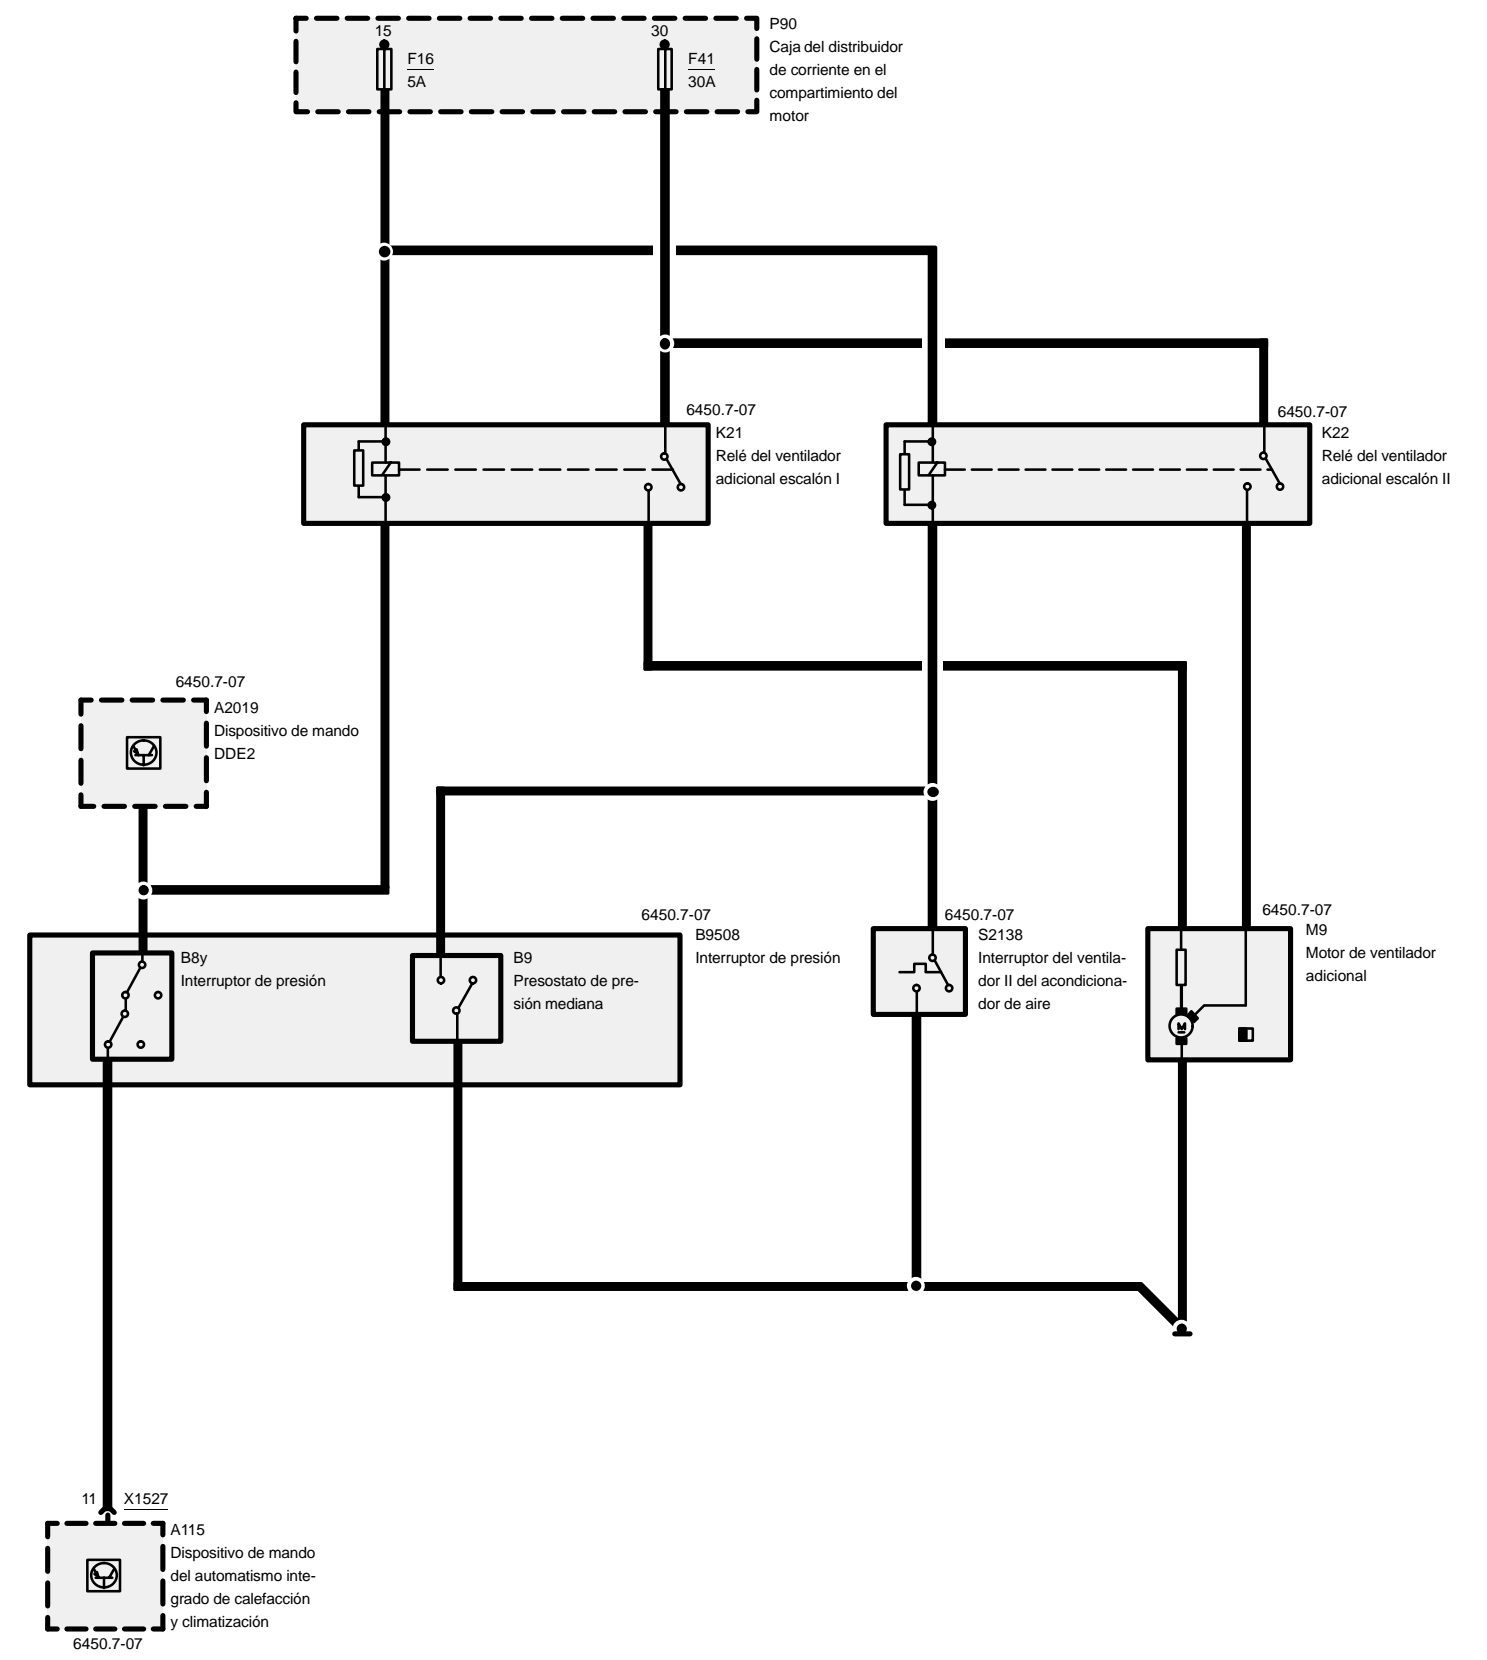 P90
15
30
Caja del distribuidor
F16
F41
de corriente en el
5A
30A
compartimiento del
motor
6450.7-07
K21
Relé del ventilador
adicional escalón I
6450.7-07
K22
Relé del ventilador
adicional escalón II
6450.7-07
A2019
Dispositivo de mando
DDE2
6450.7-07
B9508
Interruptor de presión
B8y
Interruptor de presión
B9
Presostato de pre-
sión mediana
6450.7-07
S2138
Interruptor del ventila-
dor II del acondiciona-
dor de aire
6450.7-07
M9
Motor de ventilador
adicional
M
11
X1527
A115
Dispositivo de mando
del automatismo inte-
grado de calefacción
y climatización
6450.7-07